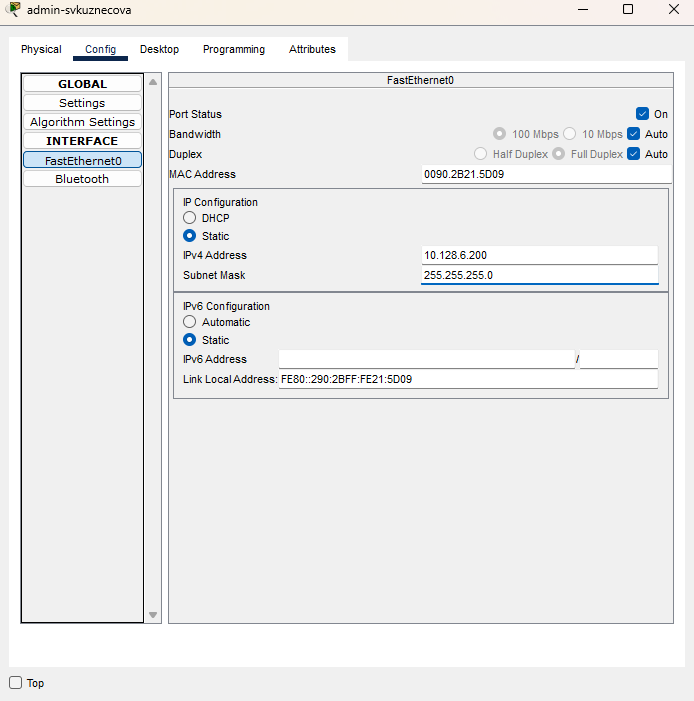 admin-svkuznecova
Physical Config Desktop Programming Attributes
GLOBAL
Settings
Algorithm Settings
INTERFACE
FastEthernet0
Bluetooth
FastEthernet0
Port Status On
Bandwidth 100 Mbps 10 Mbps Auto
Duplex Half Duplex Full Duplex Auto
MAC Address 0090.2B21.5D09
IP Configuration
DHCP
Static
IPv4 Address 10.128.6.200
Subnet Mask 255.255.255.0
IPv6 Configuration
Automatic
Static
IPv6 Address /
Link Local Address: FE80::290:2BFF:FE21:5D09
Top